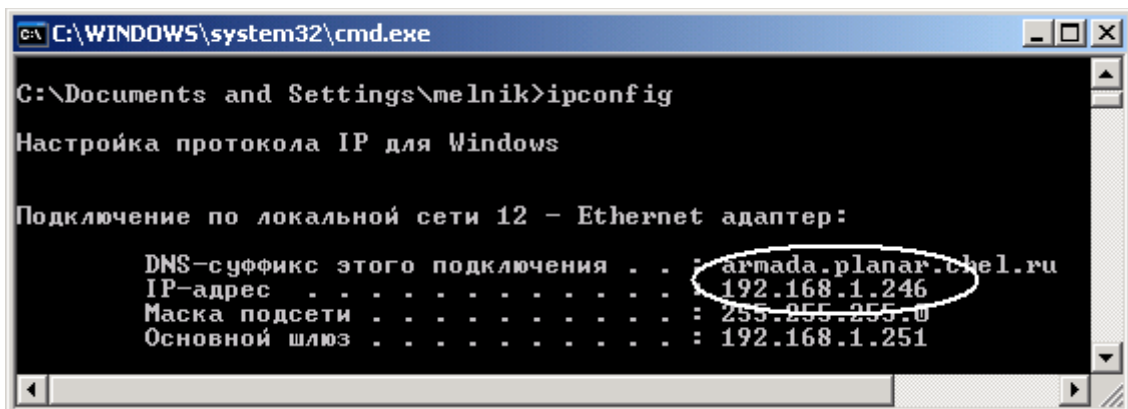 C:\WINDOWS\system32\cmd.exe
C:\Documents and Settings\melnik>ipconfig
Настройка протокола IP для Windows
Подключение по локальной сети 12 - Ethernet адаптер:
DNS-суффикс этого подключения . . : armada.planar.chel.ru
IP-адрес . . . . . . . . . . . . : 192.168.1.246
Маска подсети . . . . . . . . . . : 255.255.255.0
Основной шлюз . . . . . . . . . . : 192.168.1.251